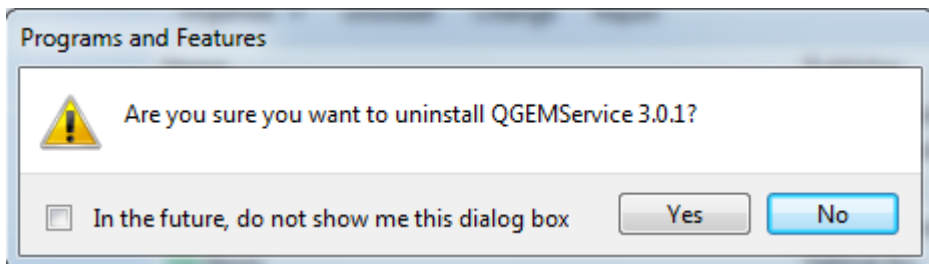 Programs and Features
Are you sure you want to uninstall QGEMService 3.0.1?
In the future, do not show me this dialog box
Yes
No